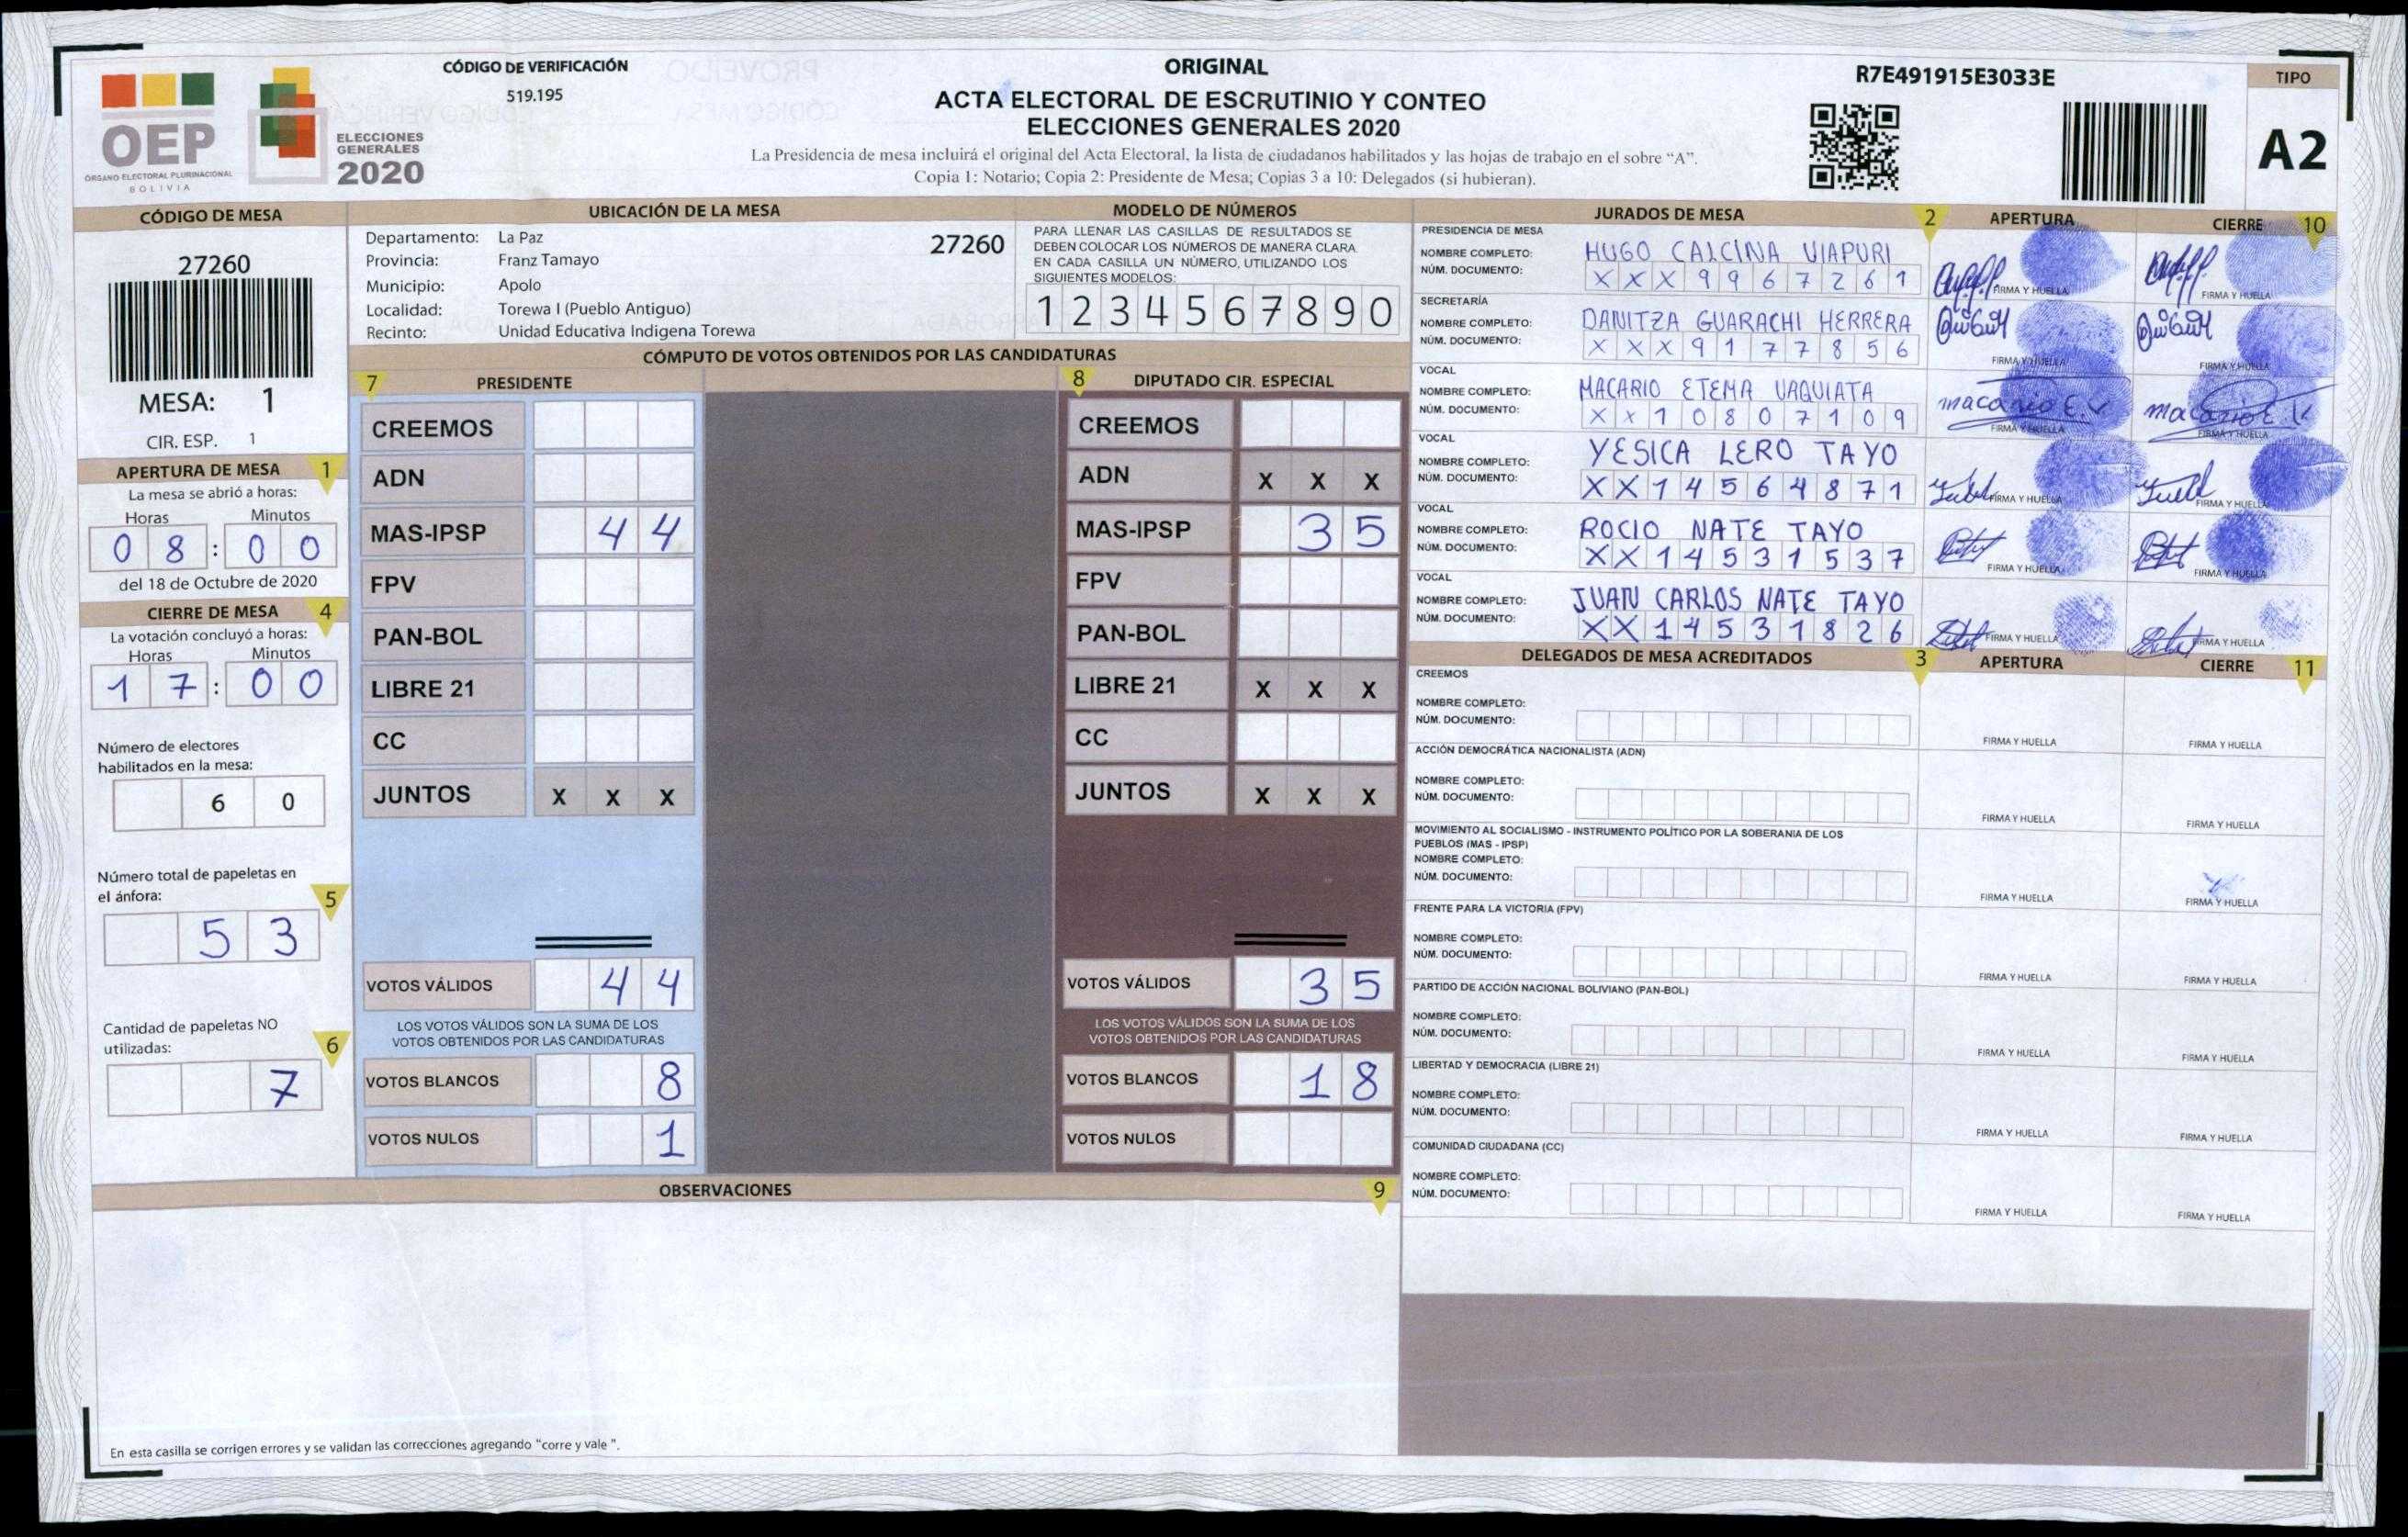 CÓDIGO DE VERIFICACIÓN
519.195
OEP
ÓRGANO ELECTORAL PLURINACIONAL
BOLIVIA
ELECCIONES
GENERALES
2020
ORIGINAL
ACTA ELECTORAL DE ESCRUTINIO Y CONTEO
ELECCIONES GENERALES 2020
La Presidencia de mesa incluirá el original del Acta Electoral, la lista de ciudadanos habilitados y las hojas de trabajo en el sobre “A”.
Copia 1: Notario; Copia 2: Presidente de Mesa; Copias 3 a 10: Delegados (si hubieran).
R7E491915E3033E
TIPO
A2
CÓDIGO DE MESA
27260
MESA: 1
CIR. ESP. 1
APERTURA DE MESA 1
La mesa se abrió a horas:
Horas Minutos
0 8 : 0 0
del 18 de Octubre de 2020
CIERRE DE MESA 4
La votación concluyó a horas:
Horas Minutos
1 7 : 0 0
Número de electores
habilitados en la mesa:
6 0
Número total de papeletas en
el ánfora: 5
5 3
Cantidad de papeletas NO
utilizadas: 6
7
UBICACIÓN DE LA MESA
Departamento: La Paz 27260
Provincia: Franz Tamayo
Municipio: Apolo
Localidad: Torewa I (Pueblo Antiguo)
Recinto: Unidad Educativa Indigena Torewa
MODELO DE NÚMEROS
PARA LLENAR LAS CASILLAS DE RESULTADOS SE
DEBEN COLOCAR LOS NÚMEROS DE MANERA CLARA
EN CADA CASILLA UN NÚMERO, UTILIZANDO LOS
SIGUIENTES MODELOS:
1 2 3 4 5 6 7 8 9 0
CÓMPUTO DE VOTOS OBTENIDOS POR LAS CANDIDATURAS
7 PRESIDENTE
CREEMOS
ADN
MAS-IPSP 4 4
FPV
PAN-BOL
LIBRE 21
CC
JUNTOS X X X
VOTOS VÁLIDOS 4 4
LOS VOTOS VÁLIDOS SON LA SUMA DE LOS
VOTOS OBTENIDOS POR LAS CANDIDATURAS
VOTOS BLANCOS 8
VOTOS NULOS 1
8 DIPUTADO CIR. ESPECIAL
CREEMOS
ADN X X X
MAS-IPSP 3 5
FPV
PAN-BOL
LIBRE 21 X X X
CC
JUNTOS X X X
VOTOS VÁLIDOS 3 5
LOS VOTOS VÁLIDOS SON LA SUMA DE LOS
VOTOS OBTENIDOS POR LAS CANDIDATURAS
VOTOS BLANCOS 1 8
VOTOS NULOS
OBSERVACIONES 9
En esta casilla se corrigen errores y se validan las correcciones agregando "corre y vale ".
JURADOS DE MESA 2 APERTURA CIERRE 10
PRESIDENCIA DE MESA
NOMBRE COMPLETO: HUGO CALCINA VIAPURI
NÚM. DOCUMENTO: X X X 9 9 6 7 2 6 1
FIRMA Y HUELLA FIRMA Y HUELLA
SECRETARÍA
NOMBRE COMPLETO: DANITZA GUARACHI HERRERA
NÚM. DOCUMENTO: X X X 9 1 7 7 8 5 6
FIRMA Y HUELLA FIRMA Y HUELLA
VOCAL
NOMBRE COMPLETO: MACARIO ETEMA VAQUIATA
NÚM. DOCUMENTO: X X 1 0 8 0 7 1 0 9
macario E.V macario E.V
FIRMA Y HUELLA FIRMA Y HUELLA
VOCAL
NOMBRE COMPLETO: YESICA LERO TAYO
NÚM. DOCUMENTO: X X 1 4 5 6 4 8 7 1
FIRMA Y HUELLA FIRMA Y HUELLA
VOCAL
NOMBRE COMPLETO: ROCIO NATE TAYO
NÚM. DOCUMENTO: X X 1 4 5 3 1 5 3 7
FIRMA Y HUELLA FIRMA Y HUELLA
VOCAL
NOMBRE COMPLETO: JUAN CARLOS NATE TAYO
NÚM. DOCUMENTO: X X 1 4 5 3 1 8 2 6
FIRMA Y HUELLA FIRMA Y HUELLA
DELEGADOS DE MESA ACREDITADOS 3 APERTURA CIERRE 11
CREEMOS
NOMBRE COMPLETO:
NÚM. DOCUMENTO:
FIRMA Y HUELLA FIRMA Y HUELLA
ACCIÓN DEMOCRÁTICA NACIONALISTA (ADN)
NOMBRE COMPLETO:
NÚM. DOCUMENTO:
FIRMA Y HUELLA FIRMA Y HUELLA
MOVIMIENTO AL SOCIALISMO - INSTRUMENTO POLÍTICO POR LA SOBERANIA DE LOS
PUEBLOS (MAS - IPSP)
NOMBRE COMPLETO:
NÚM. DOCUMENTO:
FIRMA Y HUELLA FIRMA Y HUELLA
FRENTE PARA LA VICTORIA (FPV)
NOMBRE COMPLETO:
NÚM. DOCUMENTO:
FIRMA Y HUELLA FIRMA Y HUELLA
PARTIDO DE ACCIÓN NACIONAL BOLIVIANO (PAN-BOL)
NOMBRE COMPLETO:
NÚM. DOCUMENTO:
FIRMA Y HUELLA FIRMA Y HUELLA
LIBERTAD Y DEMOCRACIA (LIBRE 21)
NOMBRE COMPLETO:
NÚM. DOCUMENTO:
FIRMA Y HUELLA FIRMA Y HUELLA
COMUNIDAD CIUDADANA (CC)
NOMBRE COMPLETO:
NÚM. DOCUMENTO:
FIRMA Y HUELLA FIRMA Y HUELLA